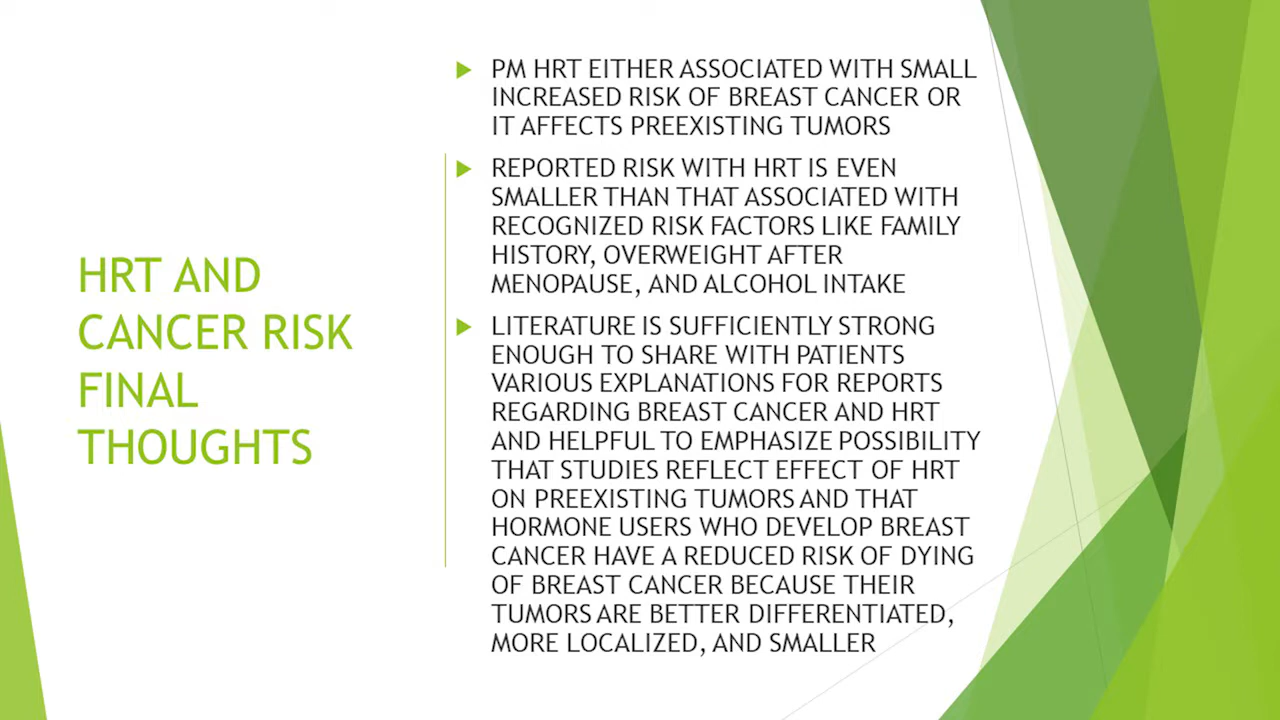 HRT AND
CANCER RISK
FINAL
THOUGHTS
PM HRT EITHER ASSOCIATED WITH SMALL
INCREASED RISK OF BREAST CANCER OR
IT AFFECTS PREEXISTING TUMORS
REPORTED RISK WITH HRT IS EVEN
SMALLER THAN THAT ASSOCIATED WITH
RECOGNIZED RISK FACTORS LIKE FAMILY
HISTORY, OVERWEIGHT AFTER
MENOPAUSE, AND ALCOHOL INTAKE
LITERATURE IS SUFFICIENTLY STRONG
ENOUGH TO SHARE WITH PATIENTS
VARIOUS EXPLANATIONS FOR REPORTS
REGARDING BREAST CANCER AND HRT
AND HELPFUL TO EMPHASIZE POSSIBILITY
THAT STUDIES REFLECT EFFECT OF HRT
ON PREEXISTING TUMORS AND THAT
HORMONE USERS WHO DEVELOP BREAST
CANCER HAVE A REDUCED RISK OF DYING
OF BREAST CANCER BECAUSE THEIR
TUMORS ARE BETTER DIFFERENTIATED,
MORE LOCALIZED, AND SMALLER